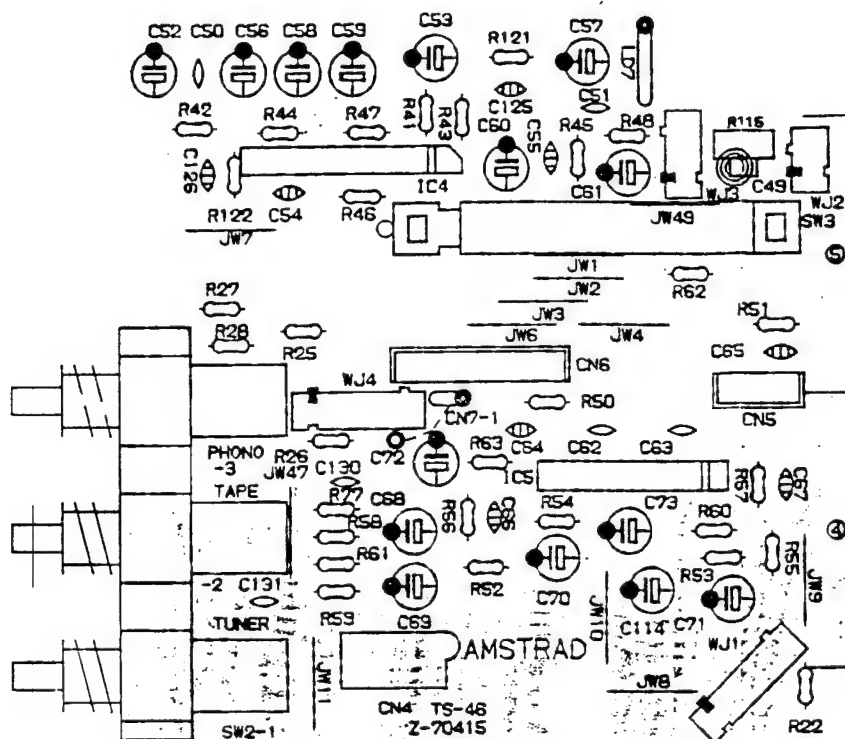 C52 C50 C56 C58 C59 C53 C57
R121 LD7
C125 C51
R42 R44 R47 R41 R43 C60 C55 R45 R48 R116
C126 IC4 C61 WJ3 C49 WJ2
R122 C54 R46 JW49 SW3
JW7
JW1 5
JW2 R62
R27 JW3 R51
R28 R25 JW6 JW4
C65
WJ4 CN6
CN7-1 R50 CN5
PHONO R26 C72 R63 C64 C62 C63
-3 JW47 C130 IC5 R57 C67
TAPE R77 C68 R56 C66 R54 C73 R60
R58 4
R61 R55
-2 C131 R52 C70 R53 JW9
R59 C69 JW10 C114 C71
TUNER WJ1
AMSTRAD
JW11 JW8
CN4 TS-46
SW2-1 Z-70415 R22